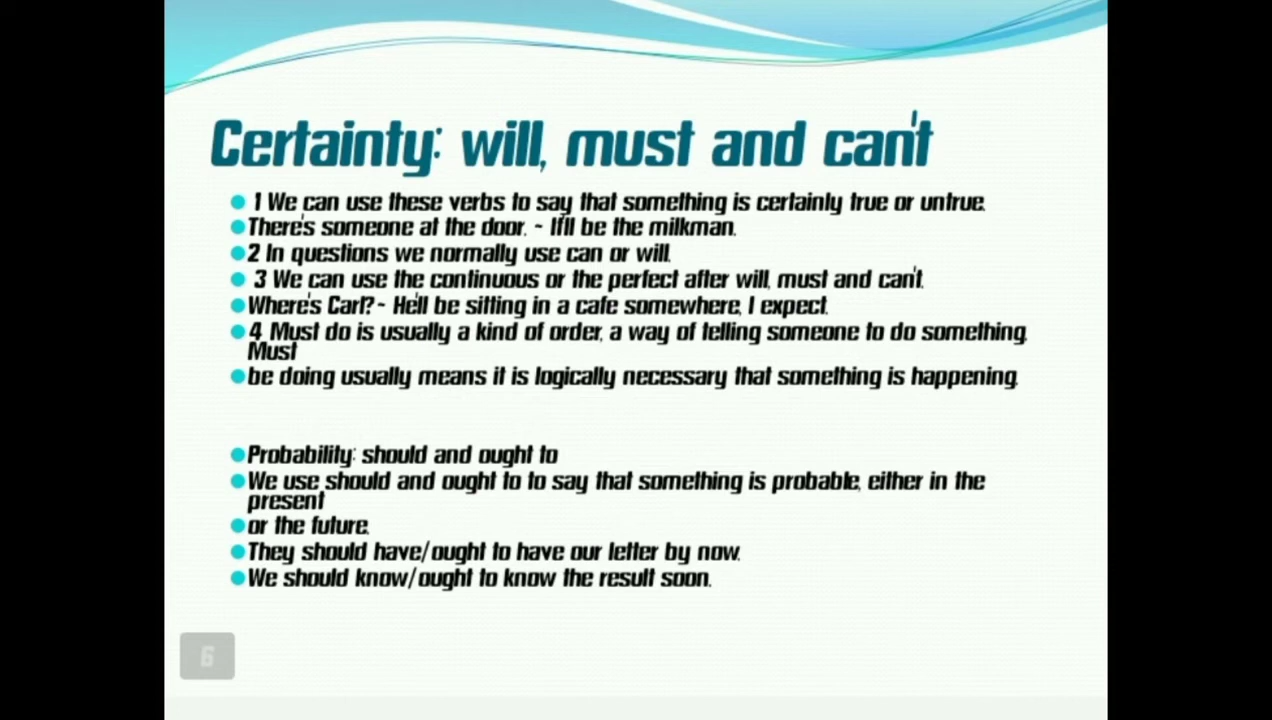 Certainty: will, must and can't
1 We can use these verbs to say that something is certainly true or untrue.
There's someone at the door. ~ It'll be the milkman.
2 In questions we normally use can or will.
3 We can use the continuous or the perfect after will, must and can't.
Where's Carl?~ He'll be sitting in a cafe somewhere, I expect.
4 Must do is usually a kind of order, a way of telling someone to do something.
Must
be doing usually means it is logically necessary that something is happening.
Probability: should and ought to
We use should and ought to to say that something is probable, either in the
present
or the future.
They should have/ought to have our letter by now.
We should know/ought to know the result soon.
6